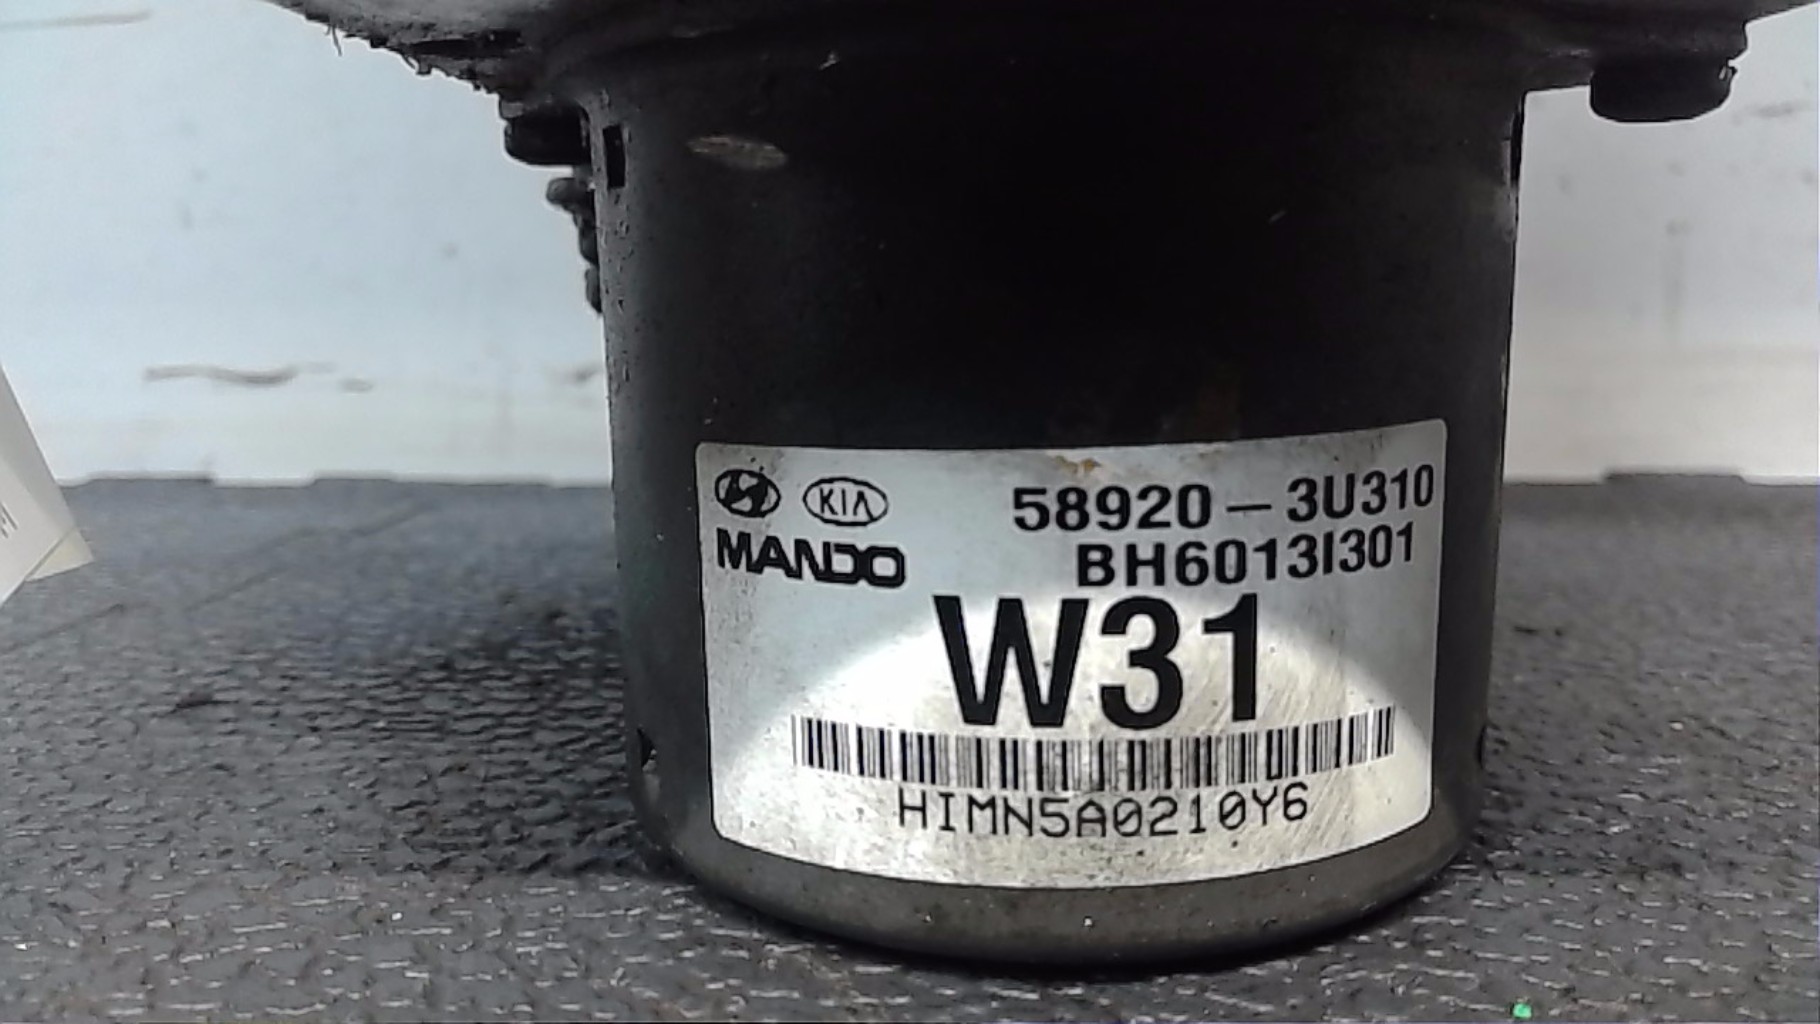 KIA 58920-3U310
MANDO BH6013I301
W31
HIMN5A0210Y6